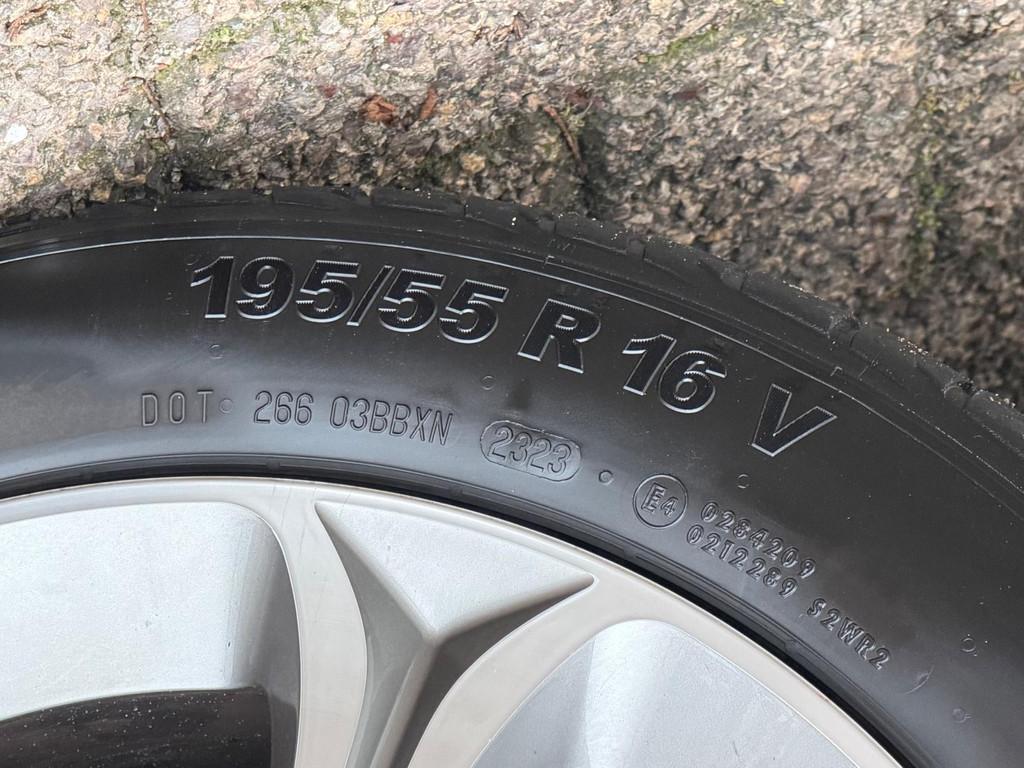 195/55 R 16 V
DOT 266 03BBXN 2323
E4 0284209
0212289 S2WR2